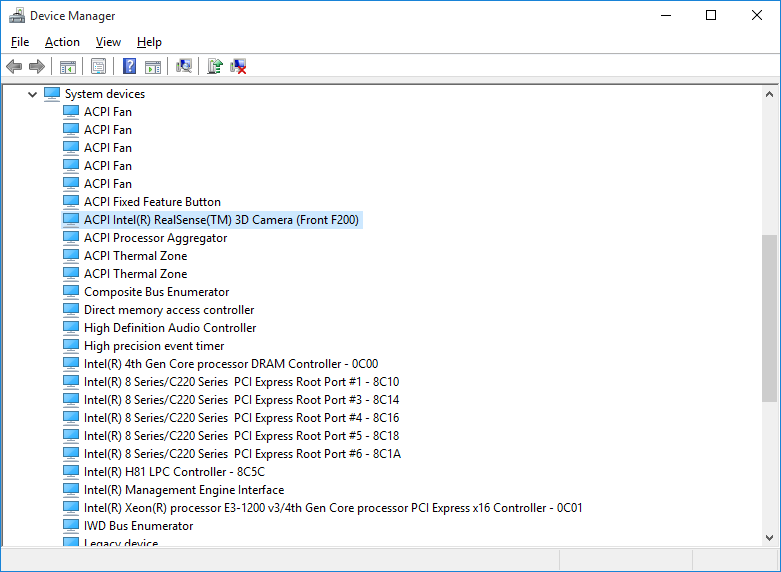 Device Manager
File Action View Help
System devices
ACPI Fan
ACPI Fan
ACPI Fan
ACPI Fan
ACPI Fan
ACPI Fixed Feature Button
ACPI Intel(R) RealSense(TM) 3D Camera (Front F200)
ACPI Processor Aggregator
ACPI Thermal Zone
ACPI Thermal Zone
Composite Bus Enumerator
Direct memory access controller
High Definition Audio Controller
High precision event timer
Intel(R) 4th Gen Core processor DRAM Controller - 0C00
Intel(R) 8 Series/C220 Series  PCI Express Root Port #1 - 8C10
Intel(R) 8 Series/C220 Series  PCI Express Root Port #3 - 8C14
Intel(R) 8 Series/C220 Series  PCI Express Root Port #4 - 8C16
Intel(R) 8 Series/C220 Series  PCI Express Root Port #5 - 8C18
Intel(R) 8 Series/C220 Series  PCI Express Root Port #6 - 8C1A
Intel(R) H81 LPC Controller - 8C5C
Intel(R) Management Engine Interface
Intel(R) Xeon(R) processor E3-1200 v3/4th Gen Core processor PCI Express x16 Controller - 0C01
IWD Bus Enumerator
Legacy device